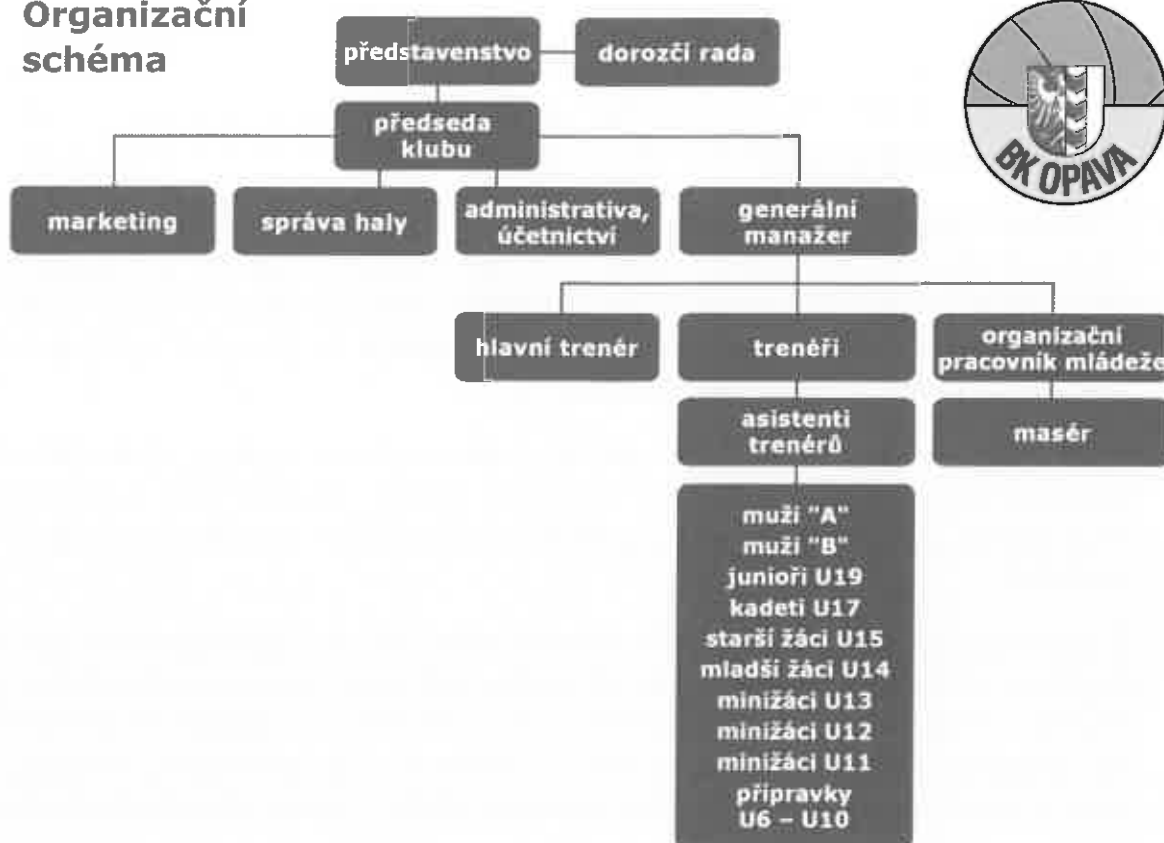 Organizační
schéma
představenstvo
dorozčí rada
předseda
klubu
BK OPAVA
marketing
správa haly
administrativa,
účetnictví
generální
manažer
hlavní trenér
trenéři
organizační
pracovník mládeže
asistenti
trenérů
masér
muži "A"
muži "B"
junioři U19
kadeti U17
starší žáci U15
mladší žáci U14
minižáci U13
minižáci U12
minižáci U11
přípravky
U6 – U10